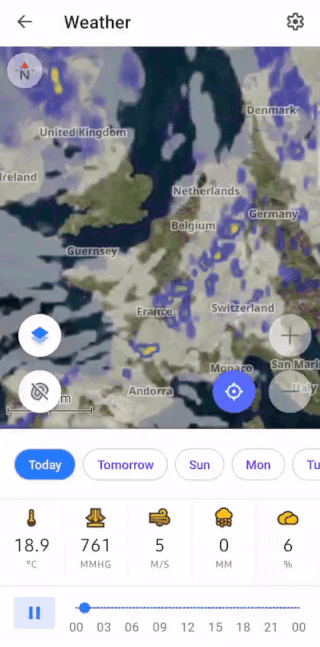 Weather
N
Denmark
United Kingdom
Ireland
Netherlands
Germany
Belgium
Guernsey
France
Switzerland
Monaco
San Mari
Andorra
Italy
m
Today Tomorrow Sun Mon Tu
18.9 761 5 0 6
°C MMHG M/S MM %
00 03 06 09 12 15 18 21 00